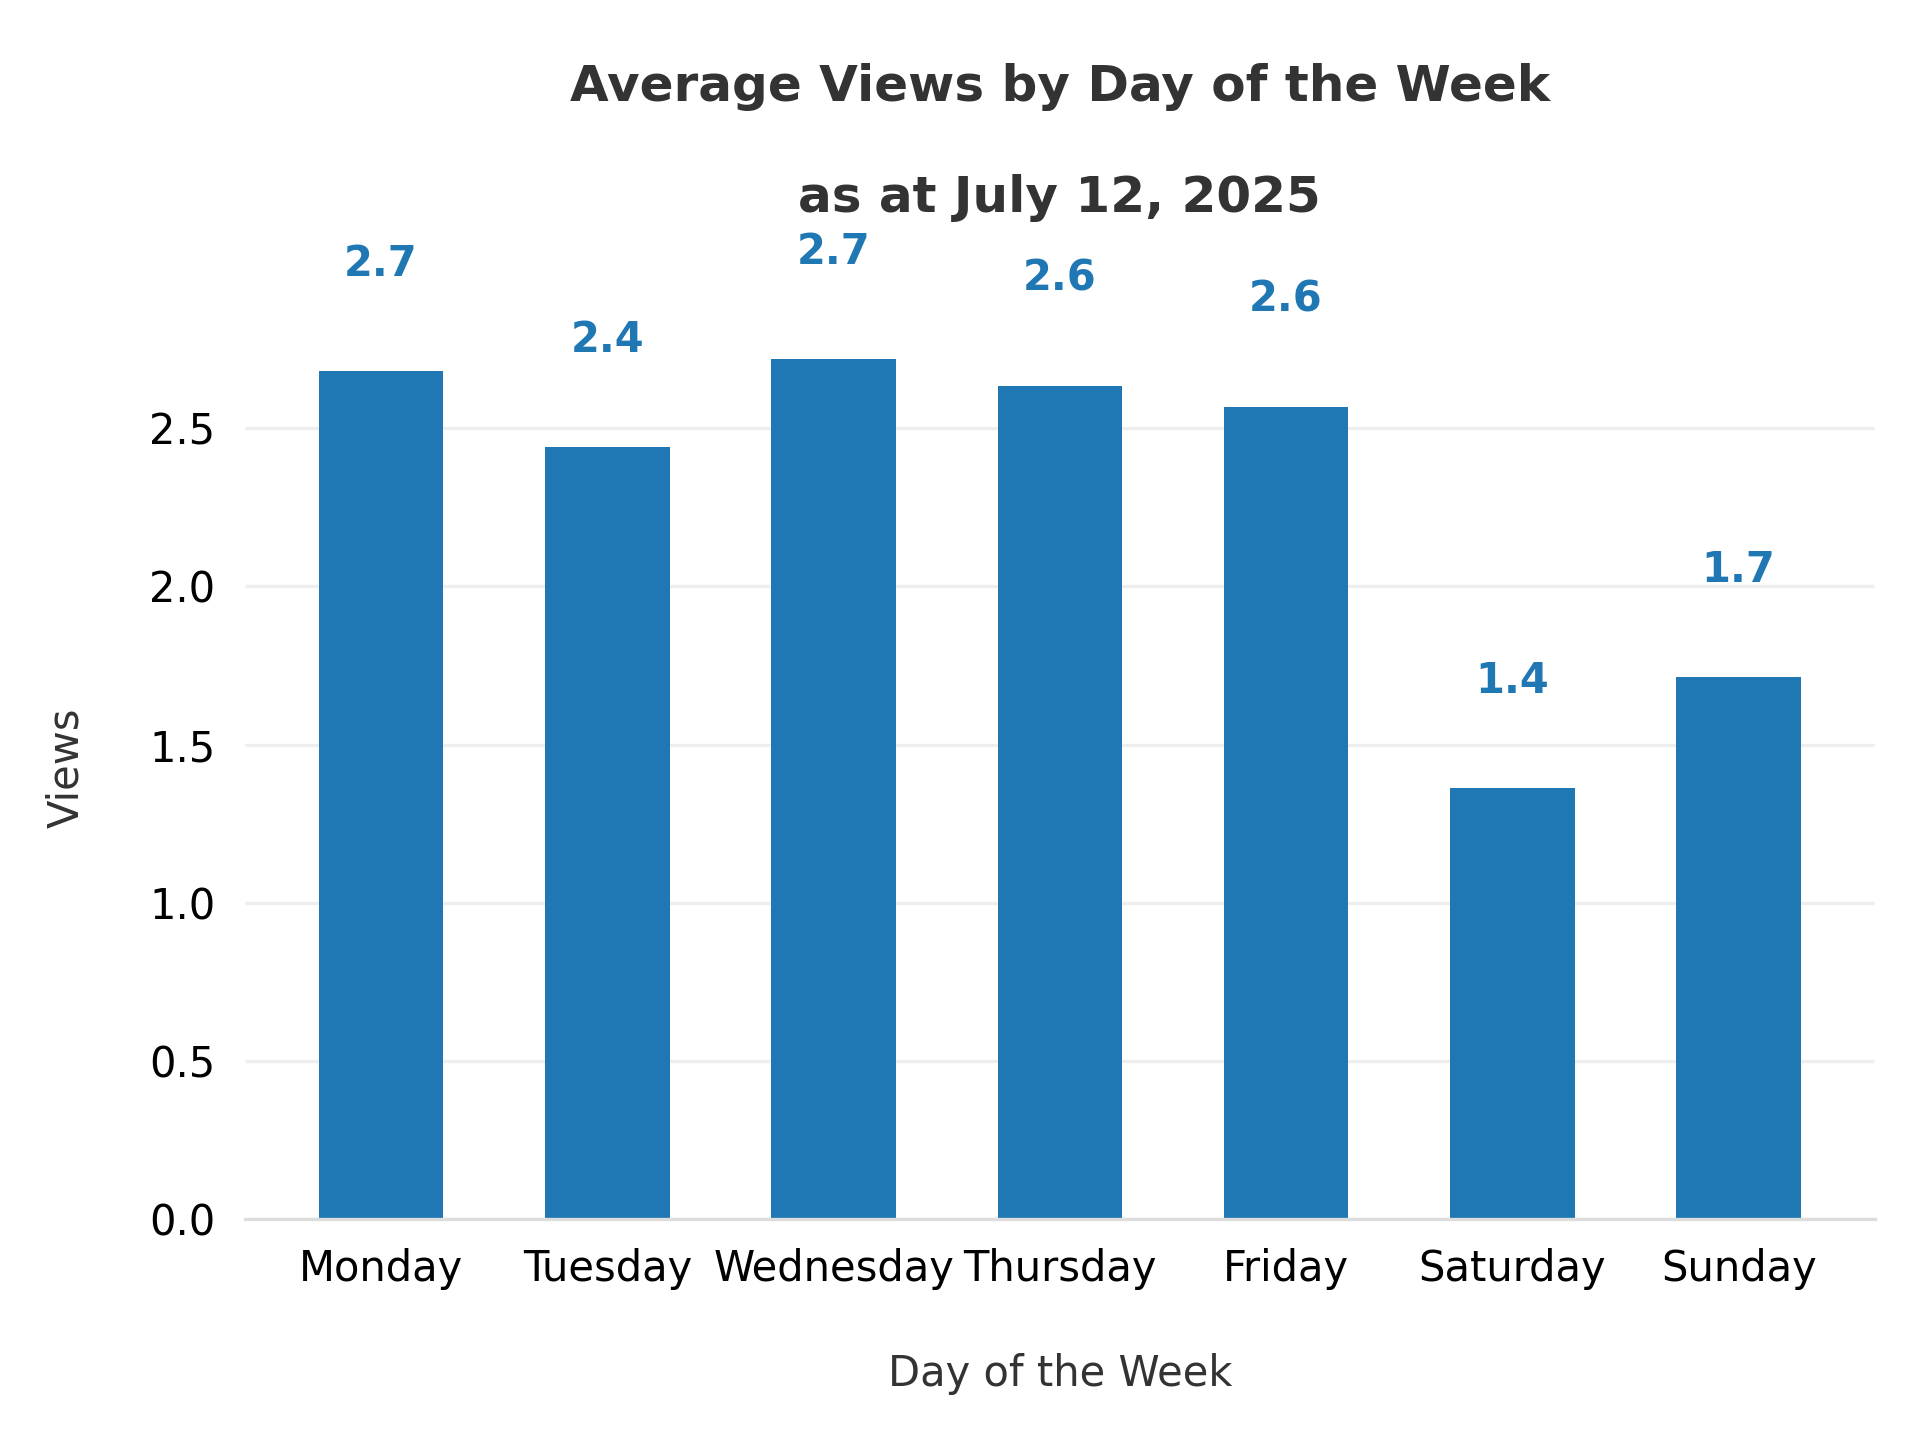 Average Views by Day of the Week
as at July 12, 2025
2.7
2.4
2.7
2.6
2.6
1.4
1.7
2.5
2.0
1.5
1.0
0.5
0.0
Views
Monday Tuesday Wednesday Thursday Friday Saturday Sunday
Day of the Week